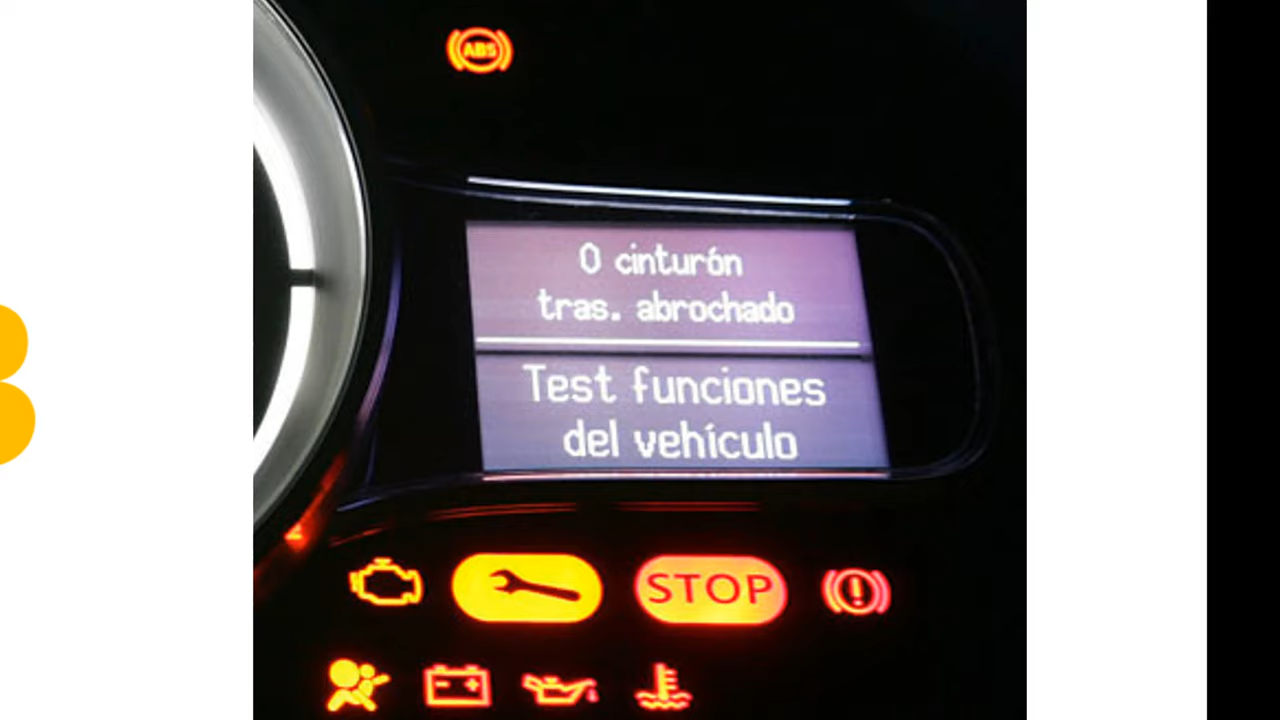 ABS
0 cinturón
tras. abrochado
Test funciones
del vehículo
STOP